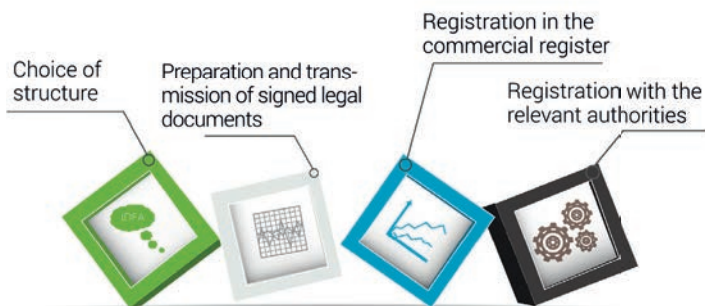 Choice of
structure
Preparation and trans-
mission of signed legal
documents
Registration in the
commercial register
Registration with the
relevant authorities
IDEA